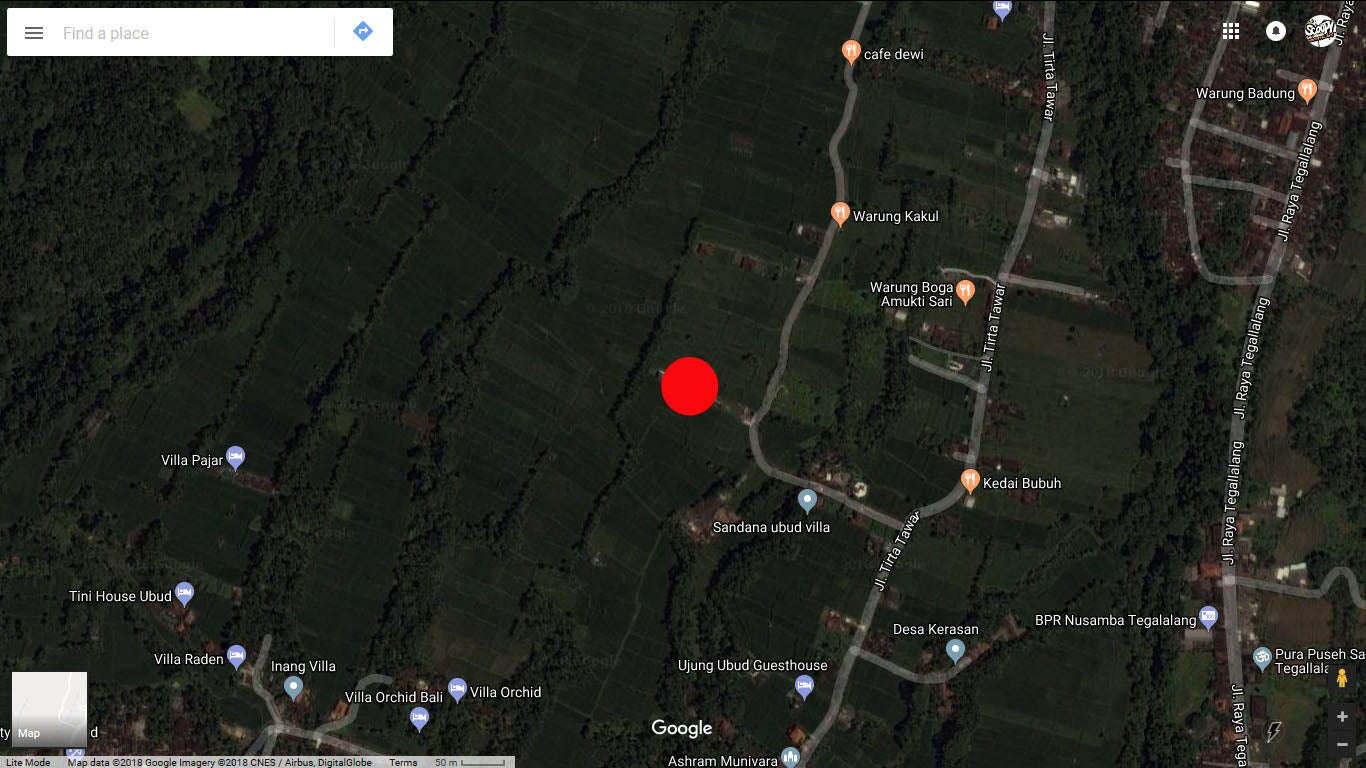 Find a place
cafe dewi
Jl. Tirta Tawar
Jl. Raya
Warung Badung
Jl. Raya Tegallalang
Warung Kakul
Warung Boga
Amukti Sari
Jl. Tirta Tawar
Jl. Raya Tegallalang
Villa Pajar
Kedai Bubuh
Sandana ubud villa
Jl. Raya Tegallalang
Jl. Tirta Tawar
Tini House Ubud
BPR Nusamba Tegalalang
Desa Kerasan
Villa Raden
Inang Villa
Ujung Ubud Guesthouse
Pura Puseh Sa
Tegallala
Villa Orchid Bali
Villa Orchid
Jl. Raya Tega
ty
Map
d
Google
Ashram Munivara
Lite Mode
Map data ©2018 Google Imagery ©2018 CNES / Airbus, DigitalGlobe
Terms
50 m